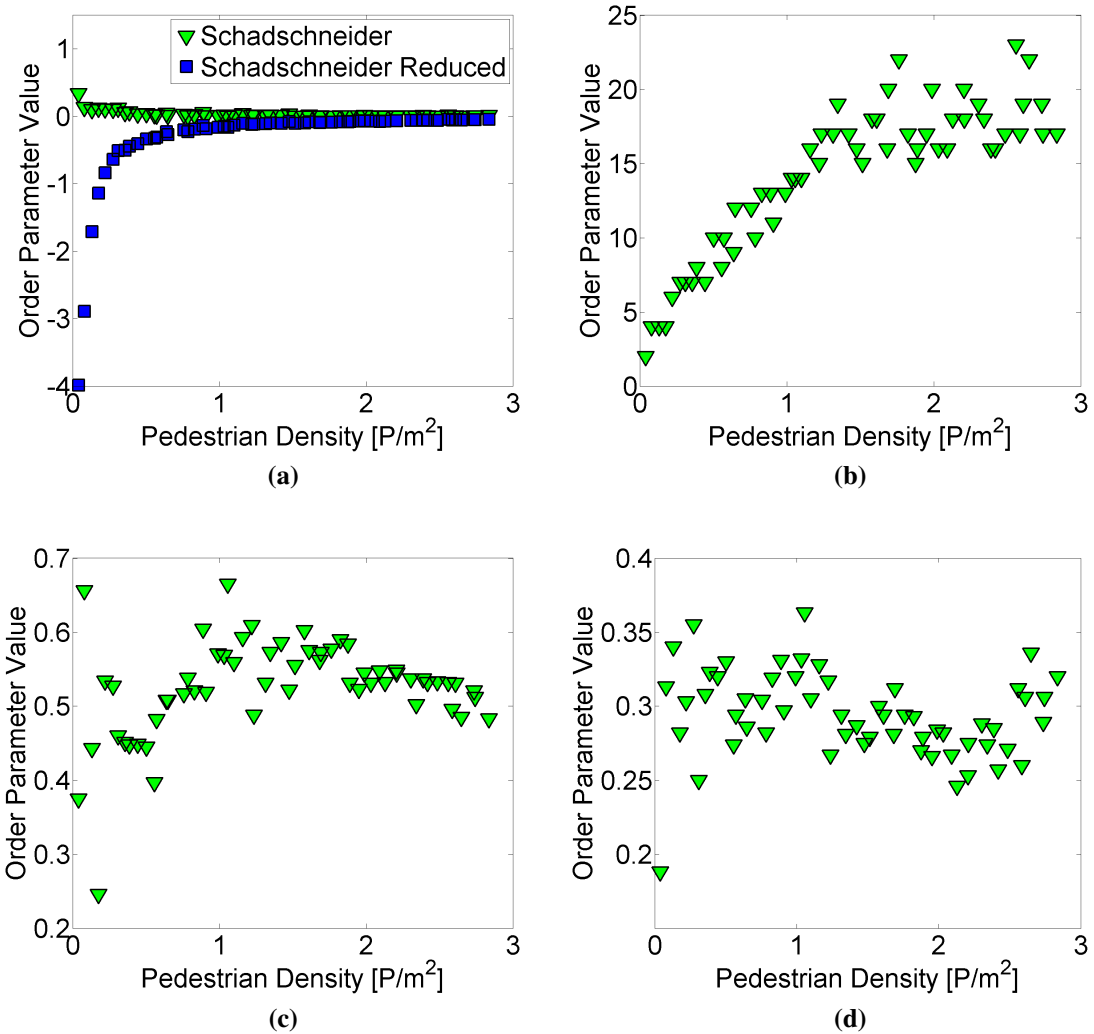 1
0
-1
-2
-3
-4
Order Parameter Value
Schadschneider
Schadschneider Reduced
0
1
2
3
Pedestrian Density [P/m²]
(a)
25
20
15
10
5
0
Order Parameter Value
0
1
2
3
Pedestrian Density [P/m²]
(b)
0.7
0.6
0.5
0.4
0.3
0.2
Order Parameter Value
0
1
2
3
Pedestrian Density [P/m²]
(c)
0.4
0.35
0.3
0.25
0.2
Order Parameter Value
0
1
2
3
Pedestrian Density [P/m²]
(d)